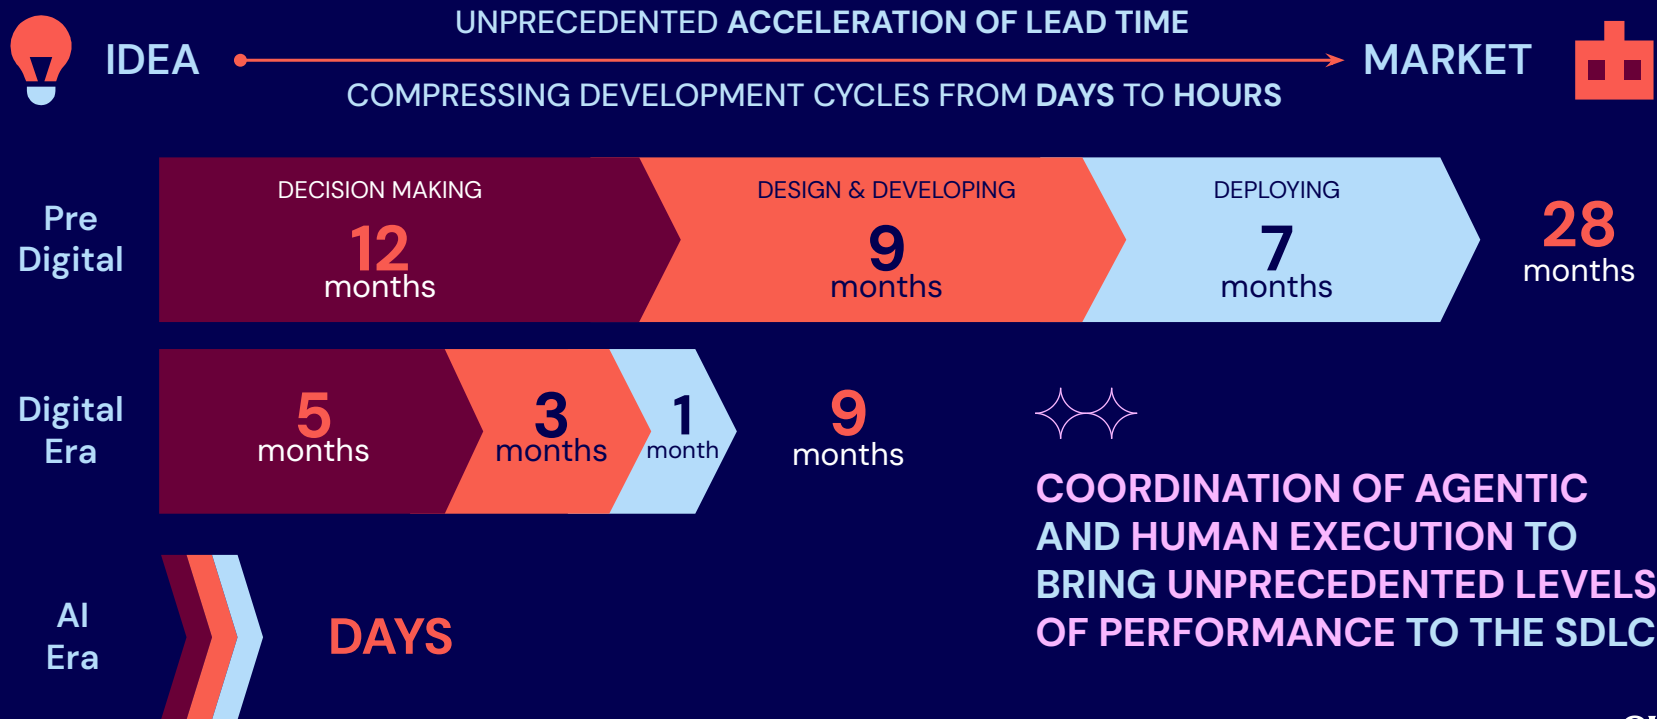 UNPRECEDENTED ACCELERATION OF LEAD TIME
IDEA
MARKET
COMPRESSING DEVELOPMENT CYCLES FROM DAYS TO HOURS
Pre
Digital
DECISION MAKING
12
months
DESIGN & DEVELOPING
9
months
DEPLOYING
7
months
28
months
Digital
Era
5
months
3
months
1
month
9
months
COORDINATION OF AGENTIC
AND HUMAN EXECUTION TO
BRING UNPRECEDENTED LEVELS
OF PERFORMANCE TO THE SDLC
AI
Era
DAYS